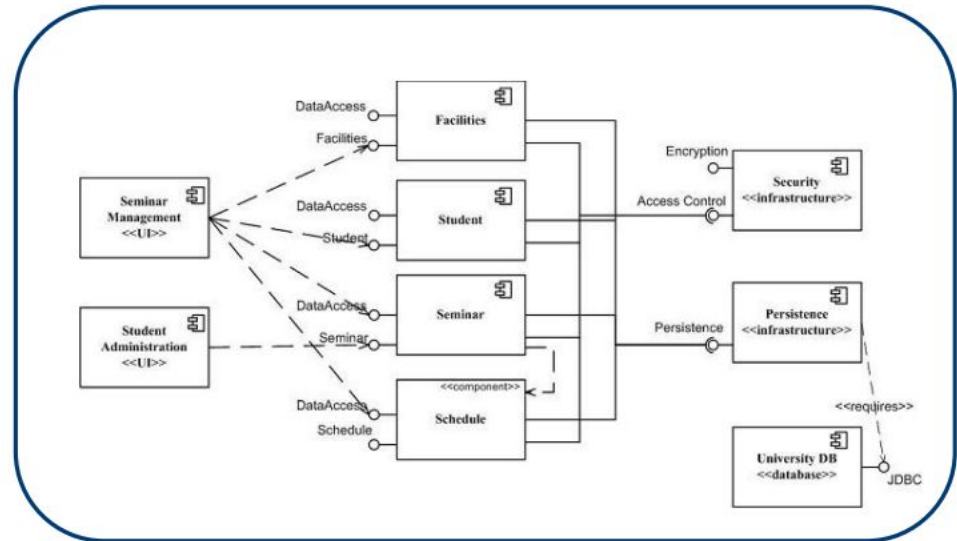 DataAccess
Facilities
Facilities
Encryption
Security
<<infrastructure>>
Access Control
Seminar
Management
<<UI>>
DataAccess
Student
Student
DataAccess
Seminar
Seminar
Persistence
Persistence
<<infrastructure>>
Student
Administration
<<UI>>
<<component>>
DataAccess
Schedule
Schedule
<<requires>>
University DB
<<database>>
JDBC